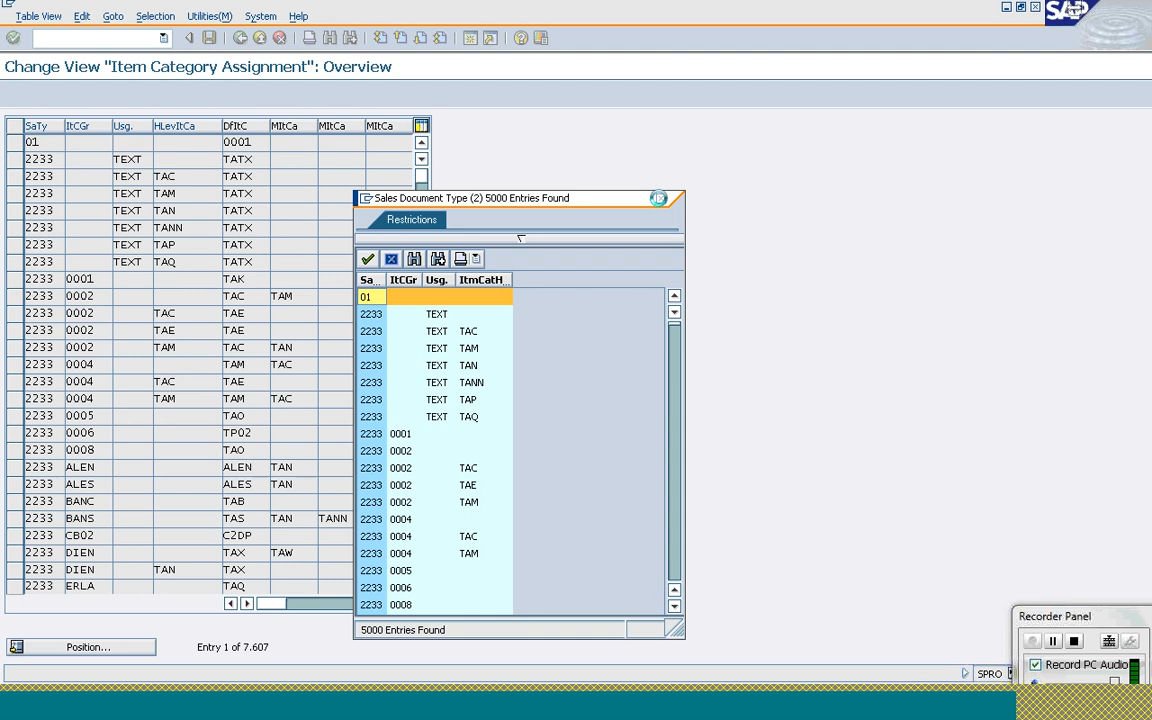 Table View Edit Goto Selection Utilities(M) System Help
SAP
Change View "Item Category Assignment": Overview
SaTy ItCGr Usg. HLevItCa DfItC MItCa MItCa MItCa
01 0001
2233 TEXT TATX
2233 TEXT TAC TATX
2233 TEXT TAM TATX
2233 TEXT TAN TATX
2233 TEXT TANN TATX
2233 TEXT TAP TATX
2233 TEXT TAQ TATX
2233 0001 TAK
2233 0002 TAC TAM
2233 0002 TAC TAE
2233 0002 TAE TAE
2233 0002 TAM TAC TAN
2233 0004 TAM TAC
2233 0004 TAC TAE
2233 0004 TAM TAM TAC
2233 0005 TAO
2233 0006 TP02
2233 0008 TAO
2233 ALEN ALEN TAN
2233 ALES ALES TAN
2233 BANC TAB
2233 BANS TAS TAN TANN
2233 CB02 C2DP
2233 DIEN TAX TAW
2233 DIEN TAN TAX
2233 ERLA TAQ
Position... Entry 1 of 7.607
Sales Document Type (2) 5000 Entries Found
Restrictions
Sa... ItCGr Usg. ItmCatH...
01
2233 TEXT
2233 TEXT TAC
2233 TEXT TAM
2233 TEXT TAN
2233 TEXT TANN
2233 TEXT TAP
2233 TEXT TAQ
2233 0001
2233 0002
2233 0002 TAC
2233 0002 TAE
2233 0002 TAM
2233 0004
2233 0004 TAC
2233 0004 TAM
2233 0005
2233 0006
2233 0008
5000 Entries Found
SPRO
Recorder Panel
Record PC Audio